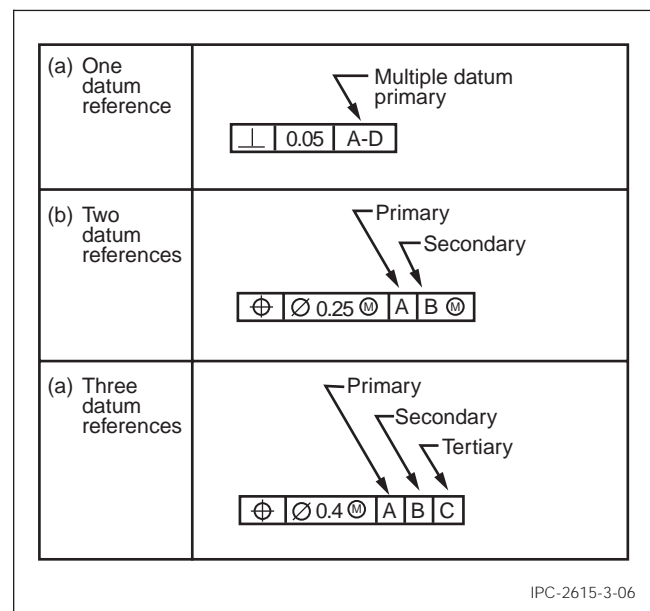 (a) One
datum
reference
Multiple datum
primary
⊥ 0.05 A-D
(b) Two
datum
references
Primary
Secondary
⌖ ∅ 0.25 Ⓜ A B Ⓜ
(a) Three
datum
references
Primary
Secondary
Tertiary
⌖ ∅ 0.4 Ⓜ A B C
IPC-2615-3-06